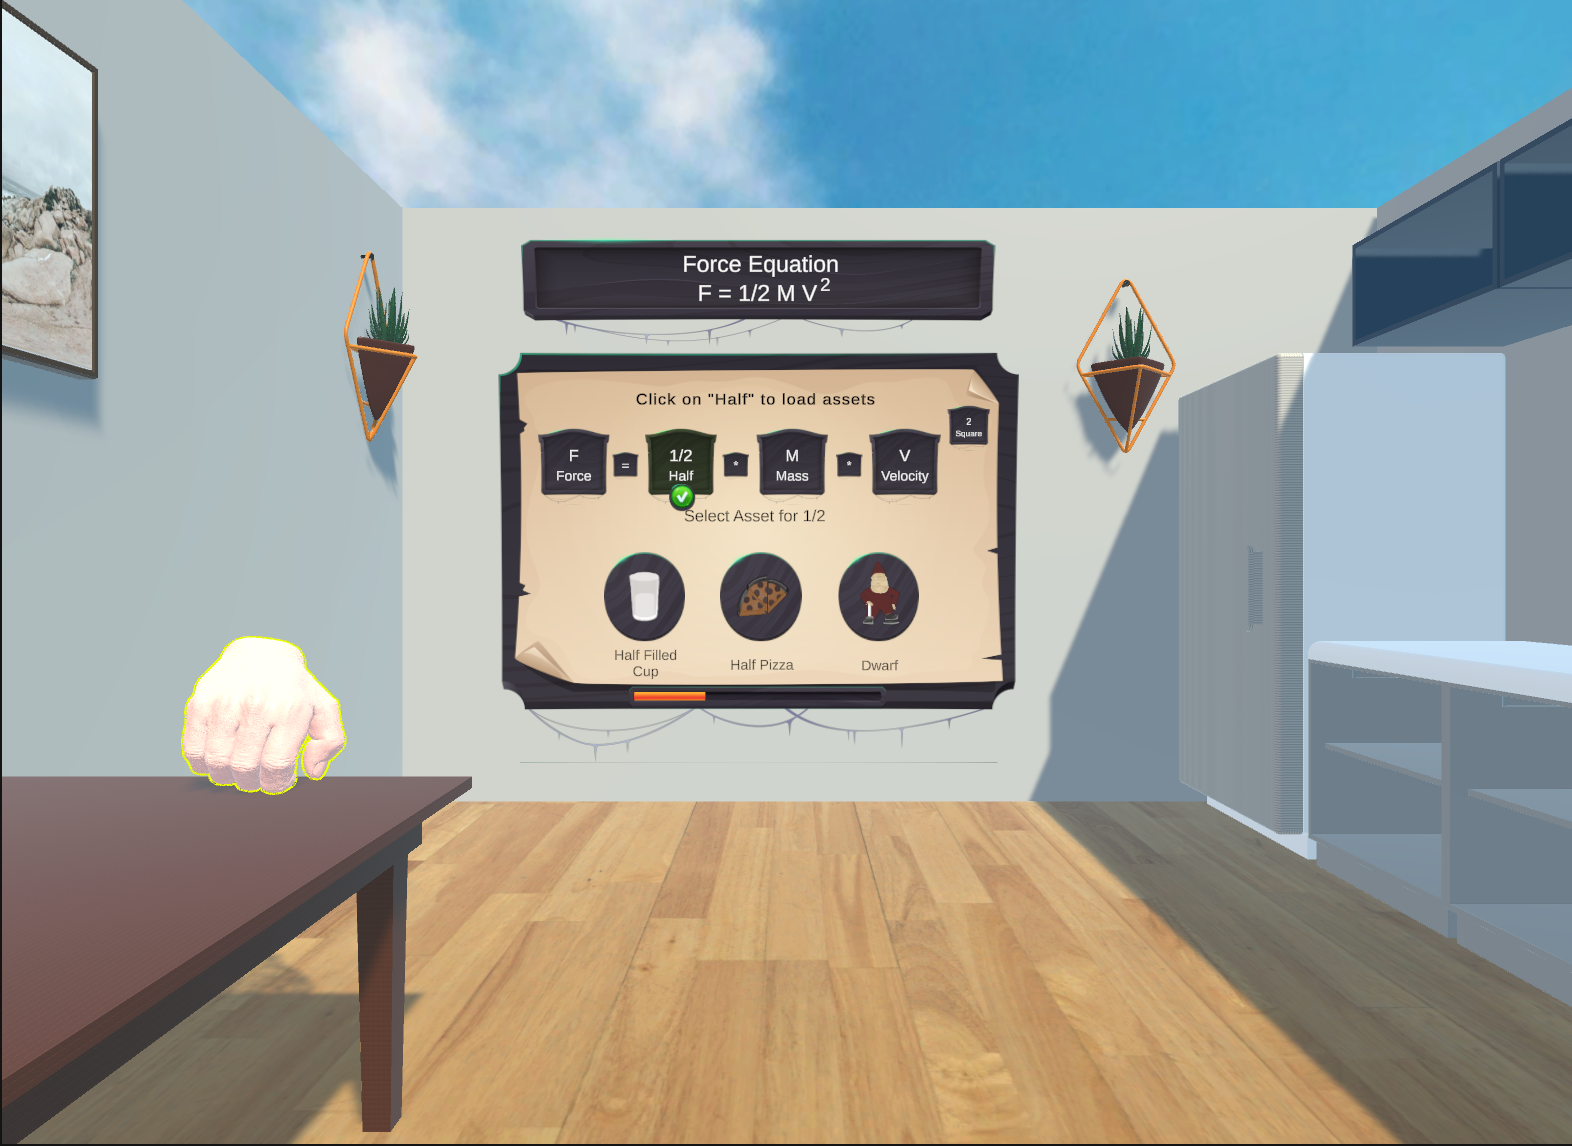 Force Equation
F = 1/2 M V²
Click on "Half" to load assets
2
Square
F
Force
=
1/2
Half
*
M
Mass
*
V
Velocity
Select Asset for 1/2
Half Filled
Cup
Half Pizza
Dwarf